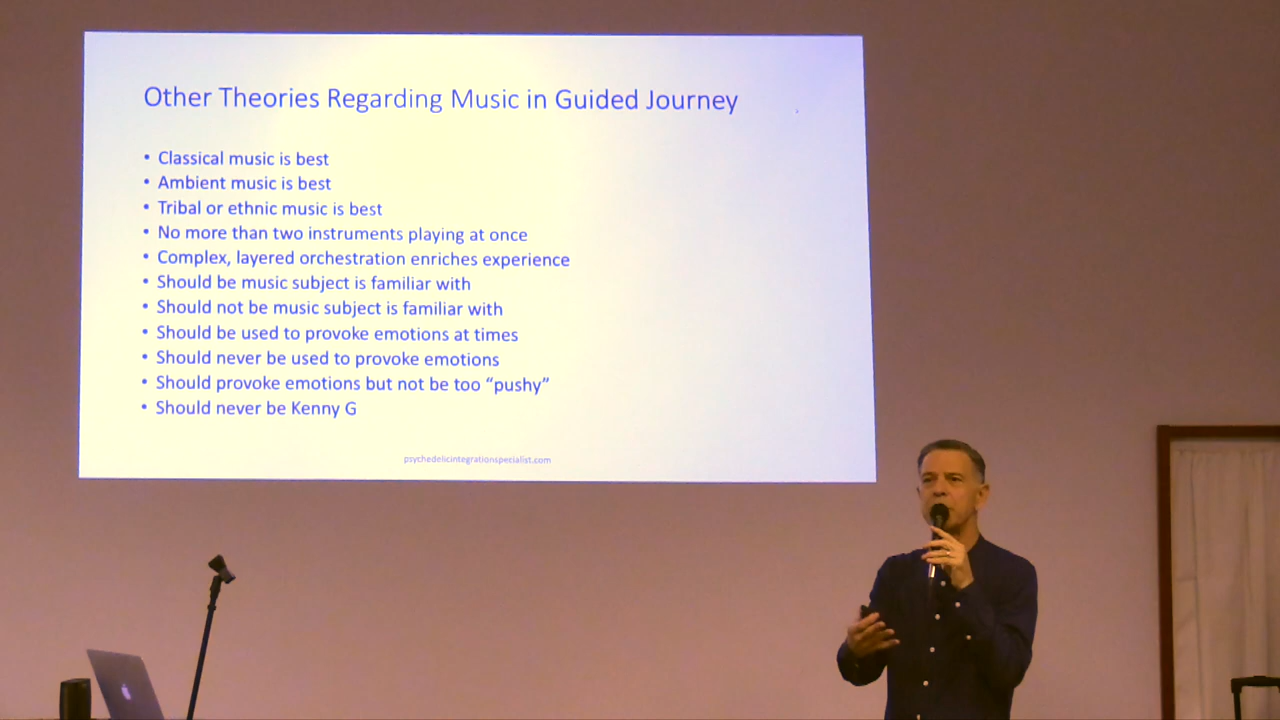 Other Theories Regarding Music in Guided Journey
• Classical music is best
• Ambient music is best
• Tribal or ethnic music is best
• No more than two instruments playing at once
• Complex, layered orchestration enriches experience
• Should be music subject is familiar with
• Should not be music subject is familiar with
• Should be used to provoke emotions at times
• Should never be used to provoke emotions
• Should provoke emotions but not be too “pushy”
• Should never be Kenny G
psychedelicintegrationspecialist.com